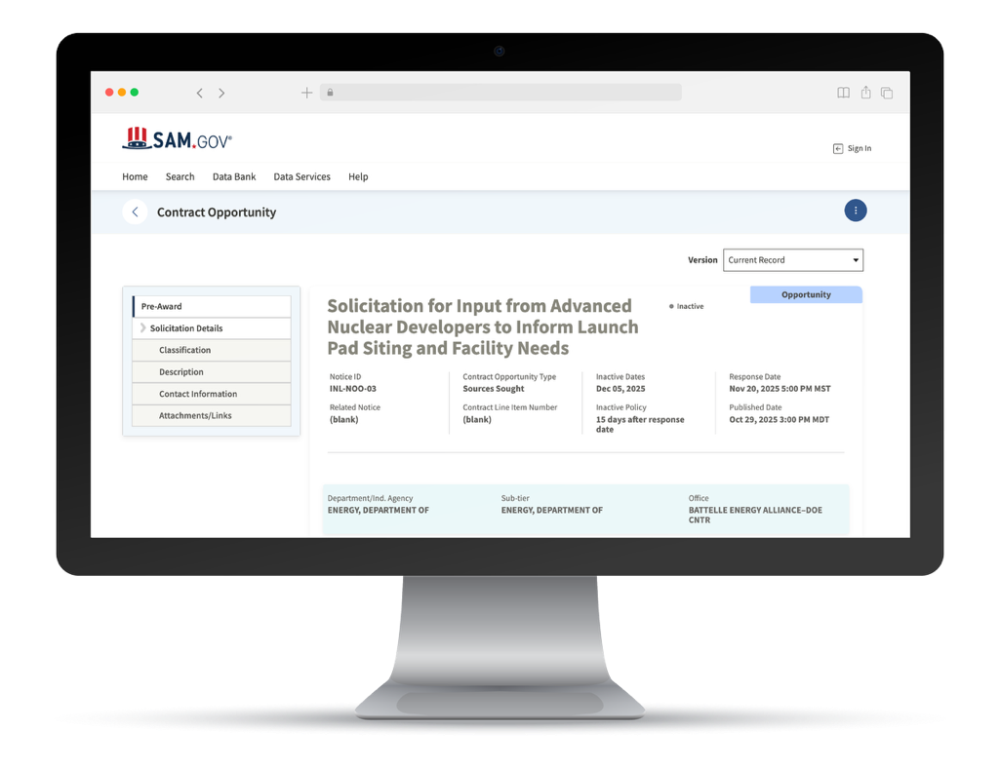 SAM.GOV®
Sign In
Home Search Data Bank Data Services Help
Contract Opportunity
Version Current Record
Pre-Award
Solicitation Details
Classification
Description
Contact Information
Attachments/Links
Opportunity
Solicitation for Input from Advanced
Nuclear Developers to Inform Launch
Pad Siting and Facility Needs
Inactive
Notice ID
INL-NOO-03
Related Notice
(blank)
Contract Opportunity Type
Sources Sought
Contract Line Item Number
(blank)
Inactive Dates
Dec 05, 2025
Inactive Policy
15 days after response
date
Response Date
Nov 20, 2025 5:00 PM MST
Published Date
Oct 29, 2025 3:00 PM MDT
Department/Ind. Agency
ENERGY, DEPARTMENT OF
Sub-tier
ENERGY, DEPARTMENT OF
Office
BATTELLE ENERGY ALLIANCE–DOE
CNTR